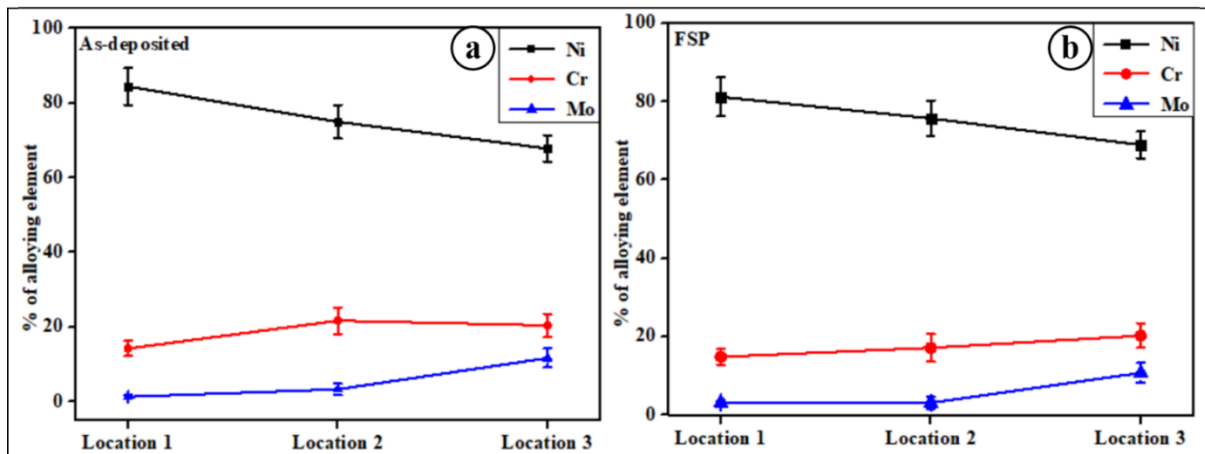 As-deposited
a
Ni
Cr
Mo
% of alloying element
100
80
60
40
20
0
Location 1 Location 2 Location 3
FSP
b
Ni
Cr
Mo
% of alloying element
100
80
60
40
20
0
Location 1 Location 2 Location 3